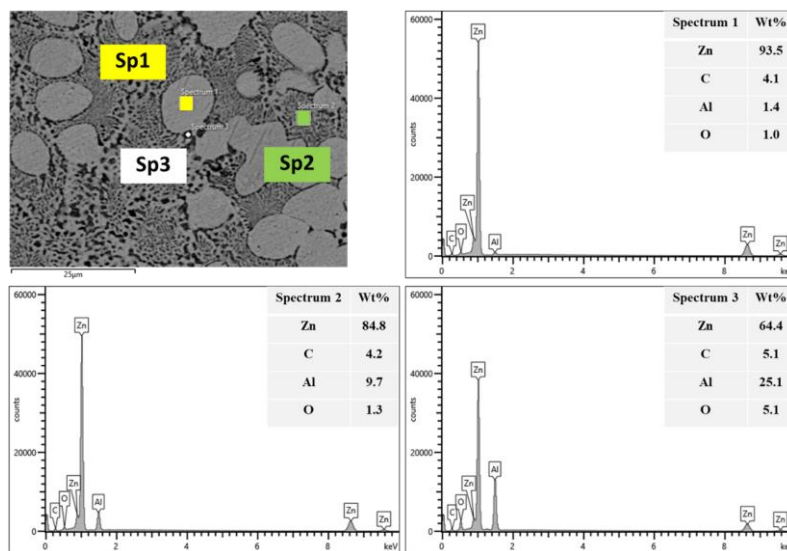 Sp1
Spectrum 1
Spectrum 2
Spectrum 3
Sp3
Sp2
25µm
60000
40000
20000
0
counts
Zn
Zn
C
O
Al
Zn
Zn
0
2
4
6
8
keV
Spectrum 1 Wt%
Zn 93.5
C 4.1
Al 1.4
O 1.0
60000
40000
20000
0
counts
Zn
Zn
C
O
Al
Zn
Zn
0
2
4
6
8
keV
Spectrum 2 Wt%
Zn 84.8
C 4.2
Al 9.7
O 1.3
60000
40000
20000
0
counts
Zn
Zn
C
O
Al
Zn
Zn
0
2
4
6
8
keV
Spectrum 3 Wt%
Zn 64.4
C 5.1
Al 25.1
O 5.1